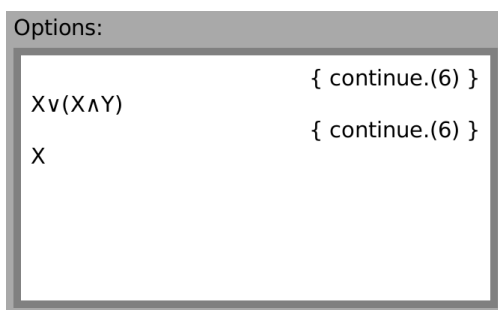 Options:
{ continue.(6) }
X∨(X∧Y)
{ continue.(6) }
X